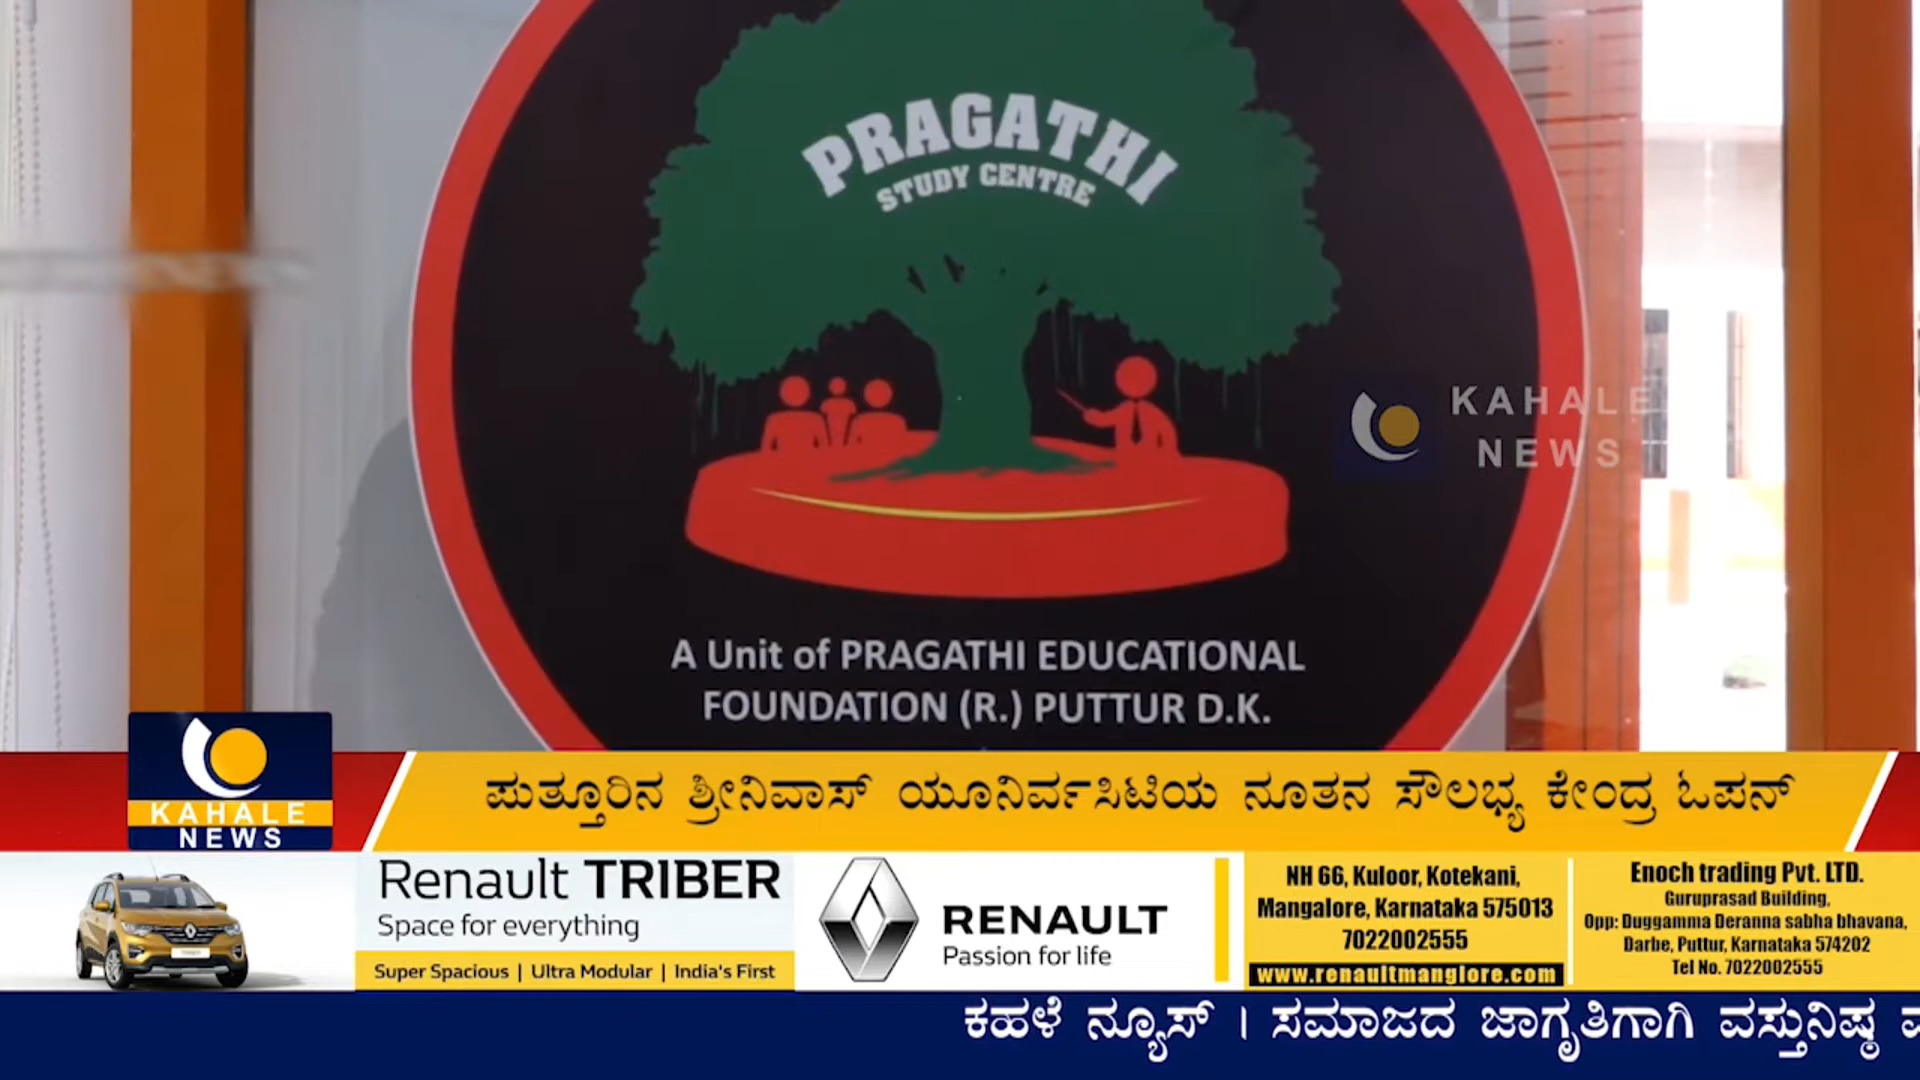 PRAGATHI
STUDY CENTRE
KAHALE
NEWS
A Unit of PRAGATHI EDUCATIONAL
FOUNDATION (R.) PUTTUR D.K.
KAHALE
NEWS
ಪುತ್ತೂರಿನ ಶ್ರೀನಿವಾಸ್ ಯೂನಿರ್ವಸಿಟಿಯ ನೂತನ ಸೌಲಭ್ಯ ಕೇಂದ್ರ ಓಪನ್
Renault TRIBER
Space for everything
Super Spacious | Ultra Modular | India's First
RENAULT
Passion for life
NH 66, Kuloor, Kotekani,
Mangalore, Karnataka 575013
7022002555
www.renaultmanglore.com
Enoch trading Pvt. LTD.
Guruprasad Building,
Opp: Duggamma Deranna sabha bhavana,
Darbe, Puttur, Karnataka 574202
Tel No. 7022002555
ಕಹಳೆ ನ್ಯೂಸ್ | ಸಮಾಜದ ಜಾಗೃತಿಗಾಗಿ ವಸ್ತುನಿಷ್ಠ